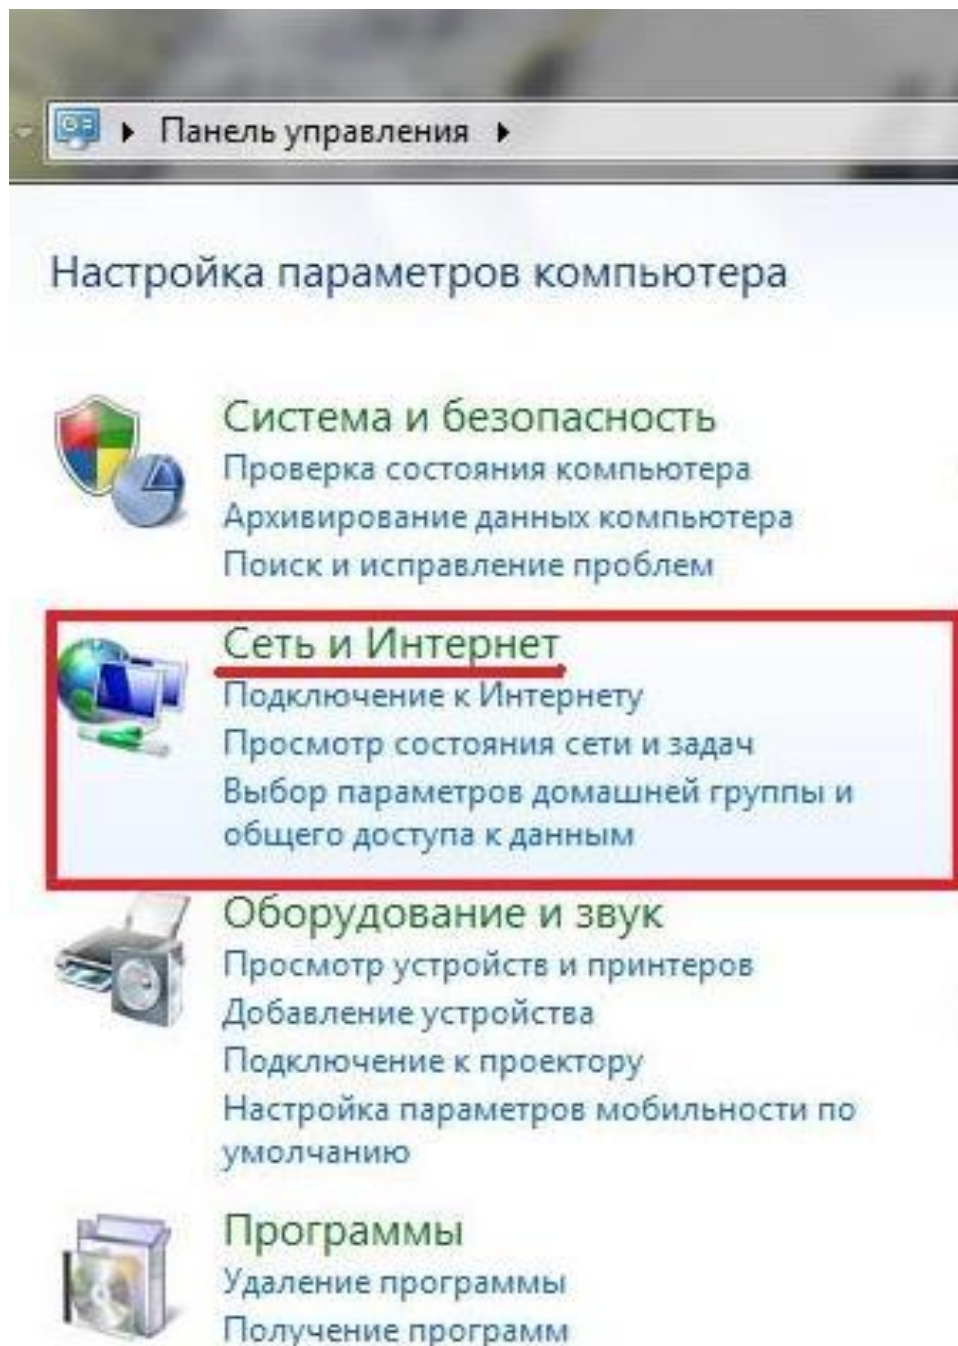 Панель управления
Настройка параметров компьютера
Система и безопасность
Проверка состояния компьютера
Архивирование данных компьютера
Поиск и исправление проблем
Сеть и Интернет
Подключение к Интернету
Просмотр состояния сети и задач
Выбор параметров домашней группы и
общего доступа к данным
Оборудование и звук
Просмотр устройств и принтеров
Добавление устройства
Подключение к проектору
Настройка параметров мобильности по
умолчанию
Программы
Удаление программы
Получение программ